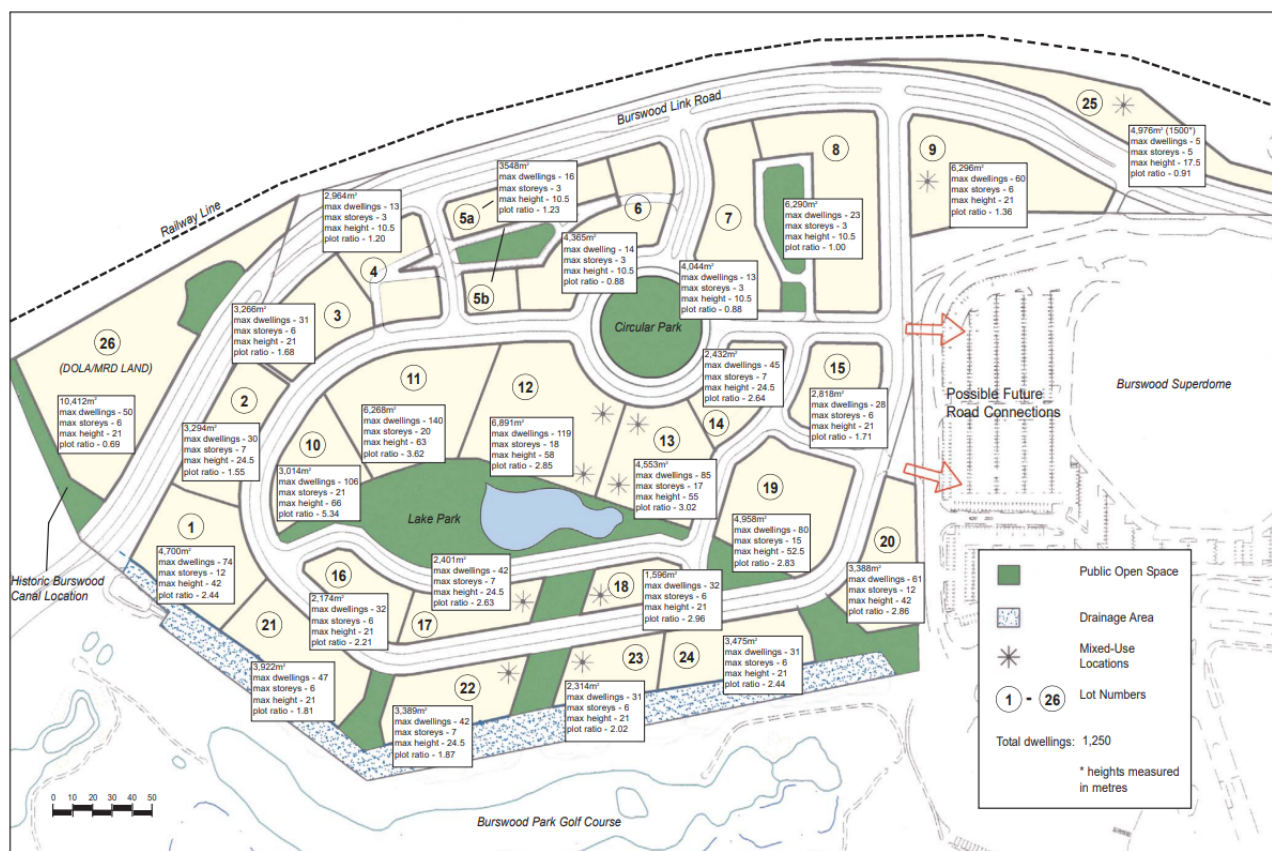 Burswood Link Road
Railway Line
25
4,976m² (1500*)
max dwellings - 5
max storeys - 5
max height - 17.5
plot ratio - 0.91
9
6,296m²
max dwellings - 60
max storeys - 6
max height - 21
plot ratio - 1.36
8
6,290m²
max dwellings - 23
max storeys - 3
max height - 10.5
plot ratio - 1.00
7
4,044m²
max dwellings - 13
max storeys - 3
max height - 10.5
plot ratio - 0.88
6
4,365m²
max dwelling - 14
max storeys - 3
max height - 10.5
plot ratio - 0.88
3548m²
max dwellings - 16
max storeys - 3
max height - 10.5
plot ratio - 1.23
5a
5b
2,964m²
max dwellings - 13
max storeys - 3
max height - 10.5
plot ratio - 1.20
4
3
3,266m²
max dwellings - 31
max storeys - 6
max height - 21
plot ratio - 1.68
26
(DOLA/MRD LAND)
10,412m²
max dwellings - 50
max storeys - 6
max height - 21
plot ratio - 0.69
2
3,294m²
max dwellings - 30
max storeys - 7
max height - 24.5
plot ratio - 1.55
Circular Park
11
6,268m²
max dwellings - 140
max storeys - 20
max height - 63
plot ratio - 3.62
12
6,891m²
max dwellings - 119
max storeys - 18
max height - 58
plot ratio - 2.85
2,432m²
max dwellings - 45
max storeys - 7
max height - 24.5
plot ratio - 2.64
14
15
2,818m²
max dwellings - 28
max storeys - 6
max height - 21
plot ratio - 1.71
Possible Future
Road Connections
Burswood Superdome
10
3,014m²
max dwellings - 106
max storeys - 21
max height - 66
plot ratio - 5.34
13
4,553m²
max dwellings - 85
max storeys - 17
max height - 55
plot ratio - 3.02
19
4,958m²
max dwellings - 80
max storeys - 15
max height - 52.5
plot ratio - 2.83
Lake Park
1
4,700m²
max dwellings - 74
max storeys - 12
max height - 42
plot ratio - 2.44
20
3,388m²
max dwellings - 61
max storeys - 12
max height - 42
plot ratio - 2.86
Historic Burswood
Canal Location
16
2,174m²
max dwellings - 32
max storeys - 6
max height - 21
plot ratio - 2.21
2,401m²
max dwellings - 42
max storeys - 7
max height - 24.5
plot ratio - 2.63
17
18
1,596m²
max dwellings - 32
max storeys - 6
max height - 21
plot ratio - 2.96
21
3,922m²
max dwellings - 47
max storeys - 6
max height - 21
plot ratio - 1.81
22
3,389m²
max dwellings - 42
max storeys - 7
max height - 24.5
plot ratio - 1.87
23
2,314m²
max dwellings - 31
max storeys - 6
max height - 21
plot ratio - 2.02
24
3,475m²
max dwellings - 31
max storeys - 6
max height - 21
plot ratio - 2.44
Public Open Space
Drainage Area
Mixed-Use
Locations
1 - 26 Lot Numbers
Total dwellings: 1,250
* heights measured
in metres
0 10 20 30 40 50
Burswood Park Golf Course